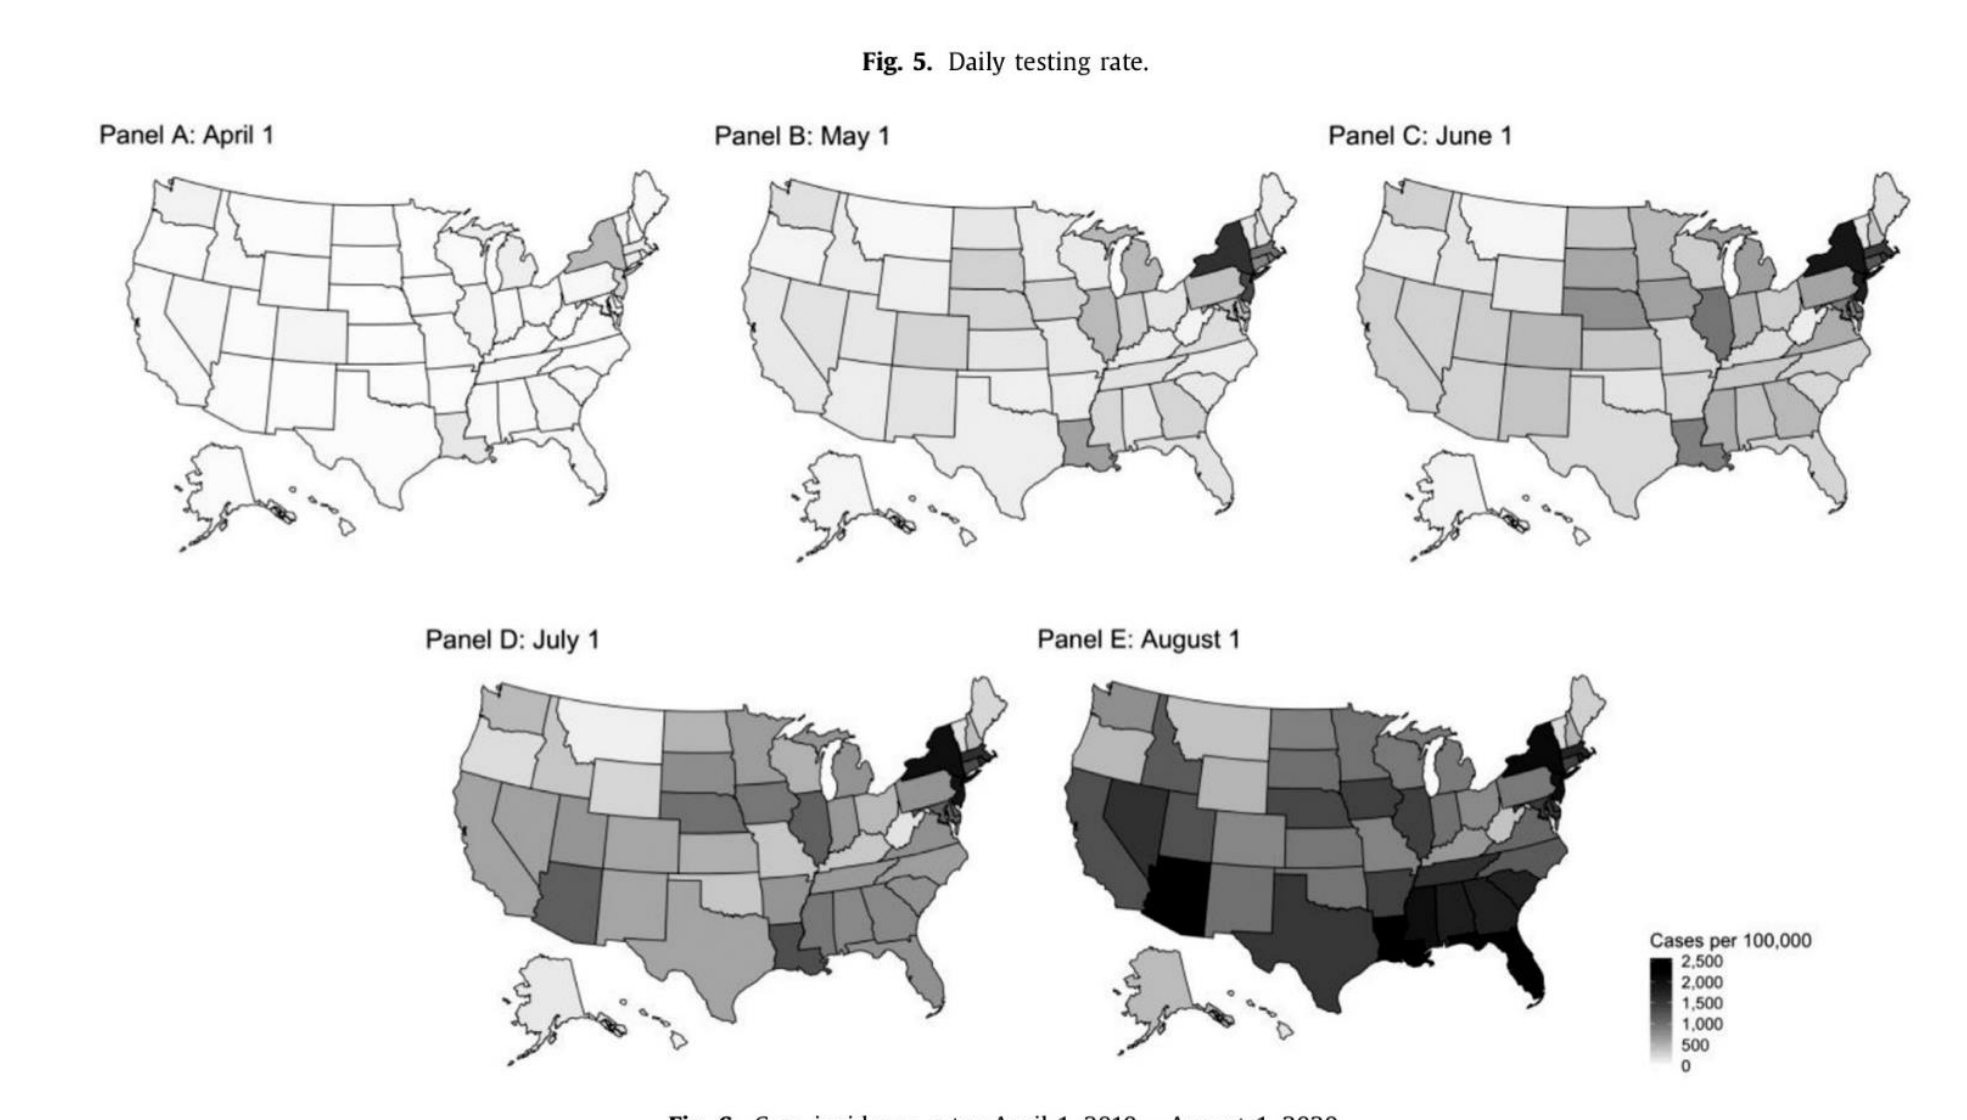 Fig. 5. Daily testing rate.
Panel A: April 1
Panel B: May 1
Panel C: June 1
Panel D: July 1
Panel E: August 1
Cases per 100,000
2,500
2,000
1,500
1,000
500
0